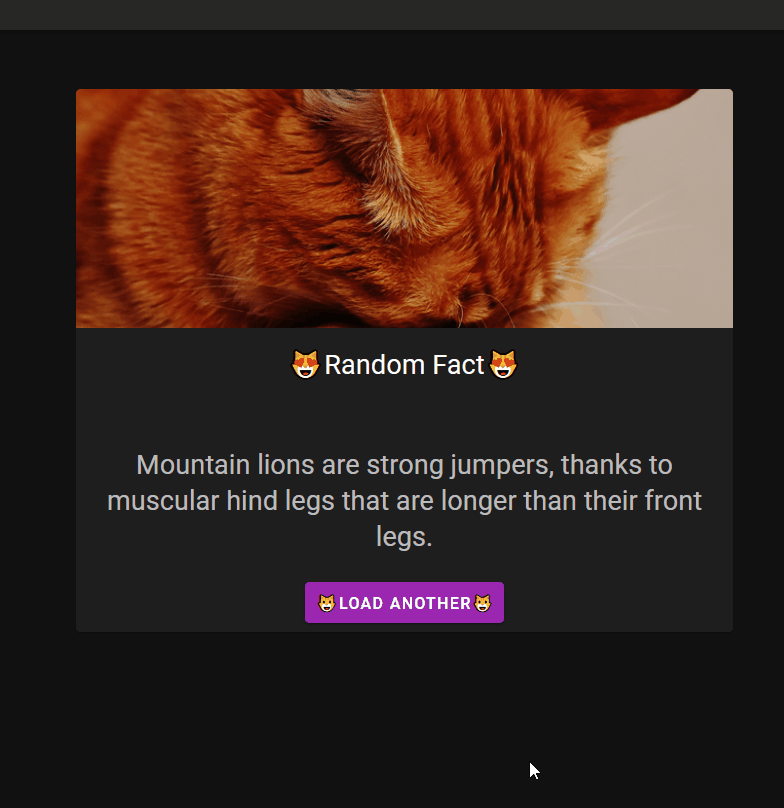 😻Random Fact😻
Mountain lions are strong jumpers, thanks to
muscular hind legs that are longer than their front
legs.
😺LOAD ANOTHER😺